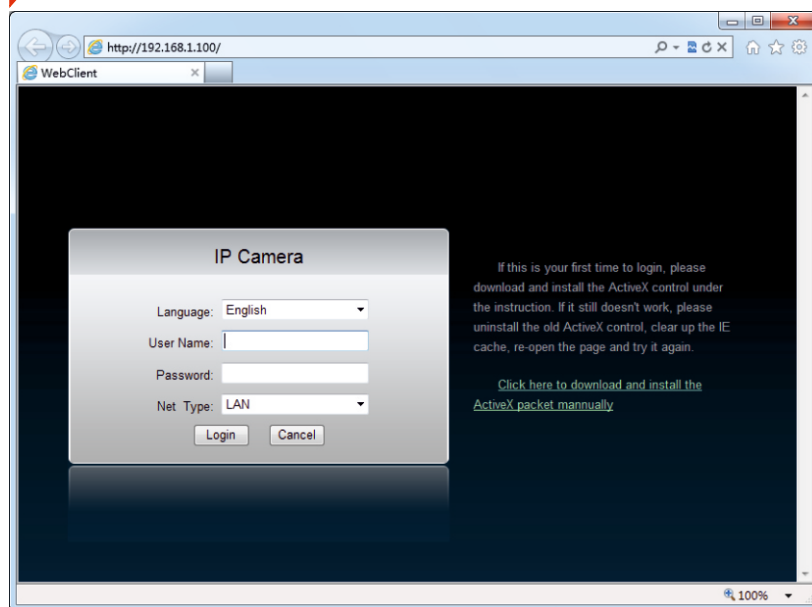 http://192.168.1.100/
WebClient
IP Camera
Language: English
User Name:
Password:
Net Type: LAN
Login Cancel
If this is your first time to login, please
download and install the ActiveX control under
the instruction. If it still doesn't work, please
uninstall the old ActiveX control, clear up the IE
cache, re-open the page and try it again.
Click here to download and install the
ActiveX packet mannually
100%